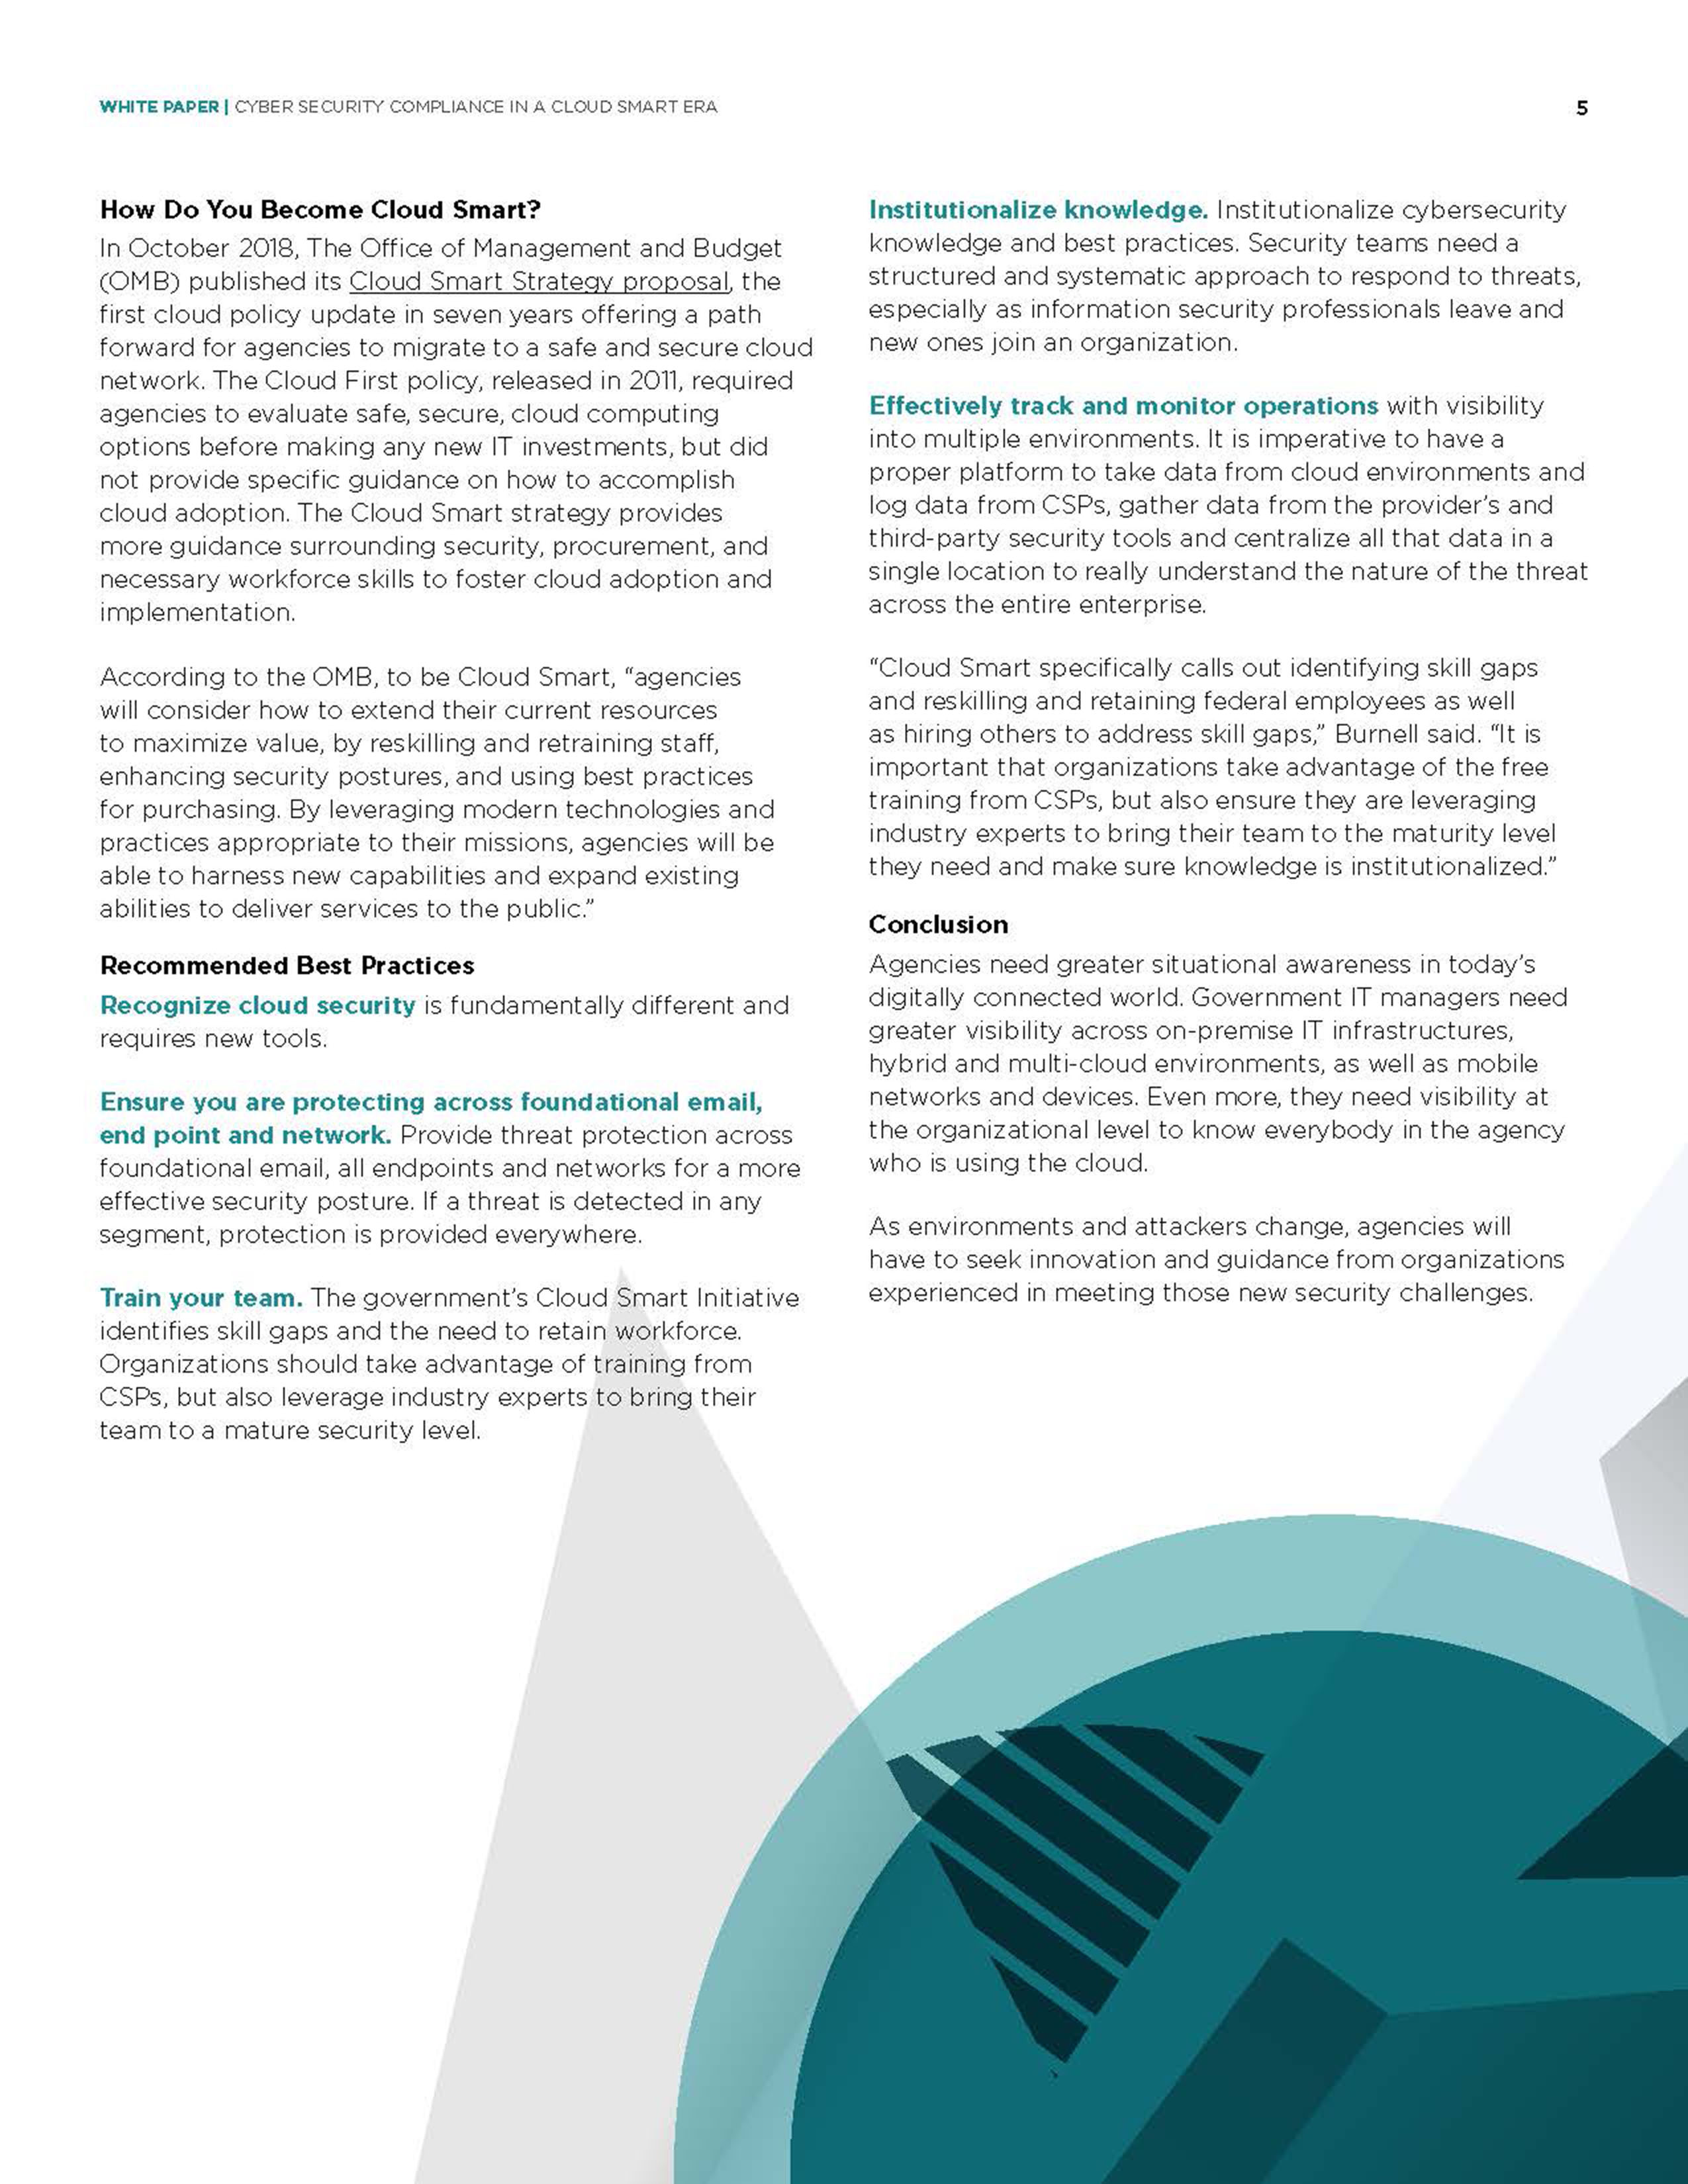 WHITE PAPER | CYBER SECURITY COMPLIANCE IN A CLOUD SMART ERA
5
How Do You Become Cloud Smart?
In October 2018, The Office of Management and Budget
(OMB) published its Cloud Smart Strategy proposal, the
first cloud policy update in seven years offering a path
forward for agencies to migrate to a safe and secure cloud
network. The Cloud First policy, released in 2011, required
agencies to evaluate safe, secure, cloud computing
options before making any new IT investments, but did
not provide specific guidance on how to accomplish
cloud adoption. The Cloud Smart strategy provides
more guidance surrounding security, procurement, and
necessary workforce skills to foster cloud adoption and
implementation.
According to the OMB, to be Cloud Smart, “agencies
will consider how to extend their current resources
to maximize value, by reskilling and retraining staff,
enhancing security postures, and using best practices
for purchasing. By leveraging modern technologies and
practices appropriate to their missions, agencies will be
able to harness new capabilities and expand existing
abilities to deliver services to the public.”
Recommended Best Practices
Recognize cloud security is fundamentally different and
requires new tools.
Ensure you are protecting across foundational email,
end point and network. Provide threat protection across
foundational email, all endpoints and networks for a more
effective security posture. If a threat is detected in any
segment, protection is provided everywhere.
Train your team. The government’s Cloud Smart Initiative
identifies skill gaps and the need to retain workforce.
Organizations should take advantage of training from
CSPs, but also leverage industry experts to bring their
team to a mature security level.
Institutionalize knowledge. Institutionalize cybersecurity
knowledge and best practices. Security teams need a
structured and systematic approach to respond to threats,
especially as information security professionals leave and
new ones join an organization.
Effectively track and monitor operations with visibility
into multiple environments. It is imperative to have a
proper platform to take data from cloud environments and
log data from CSPs, gather data from the provider’s and
third-party security tools and centralize all that data in a
single location to really understand the nature of the threat
across the entire enterprise.
“Cloud Smart specifically calls out identifying skill gaps
and reskilling and retaining federal employees as well
as hiring others to address skill gaps,” Burnell said. “It is
important that organizations take advantage of the free
training from CSPs, but also ensure they are leveraging
industry experts to bring their team to the maturity level
they need and make sure knowledge is institutionalized.”
Conclusion
Agencies need greater situational awareness in today’s
digitally connected world. Government IT managers need
greater visibility across on-premise IT infrastructures,
hybrid and multi-cloud environments, as well as mobile
networks and devices. Even more, they need visibility at
the organizational level to know everybody in the agency
who is using the cloud.
As environments and attackers change, agencies will
have to seek innovation and guidance from organizations
experienced in meeting those new security challenges.